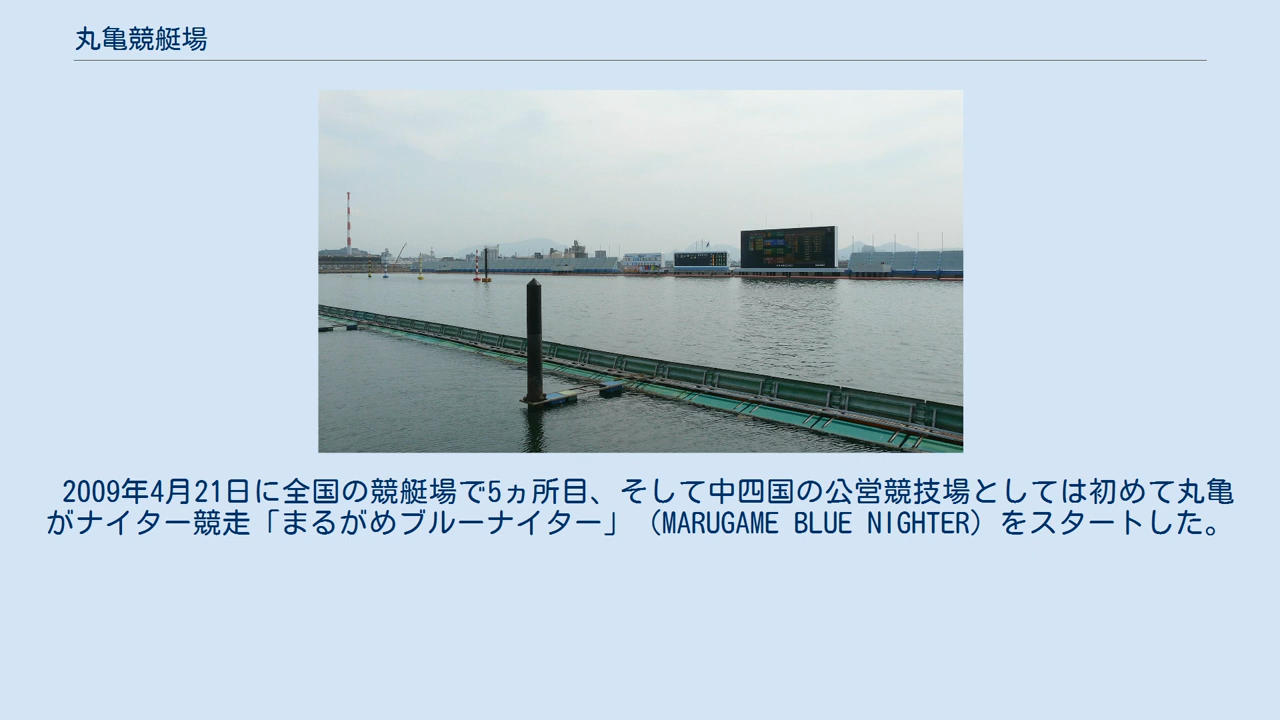 丸亀競艇場
2009年4月21日に全国の競艇場で5ヵ所目、そして中四国の公営競技場としては初めて丸亀
がナイター競走「まるがめブルーナイター」（MARUGAME BLUE NIGHTER）をスタートした。